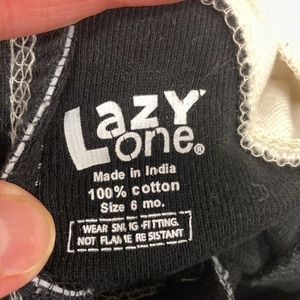 Lazy
one®
Made in India
100% cotton
Size 6 mo.
WEAR SNUG-FITTING,
NOT FLAME RESISTANT